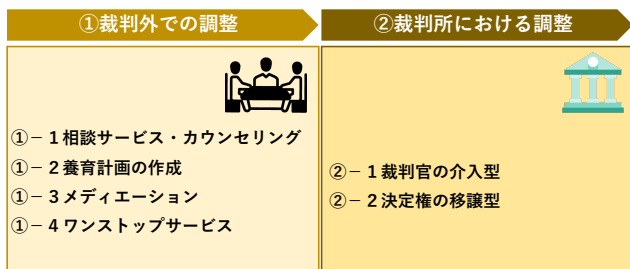 ①裁判外での調整
②裁判所における調整
①－１相談サービス・カウンセリング
①－２養育計画の作成
①－３メディエーション
①－４ワンストップサービス
②－１裁判官の介入型
②－２決定権の移譲型